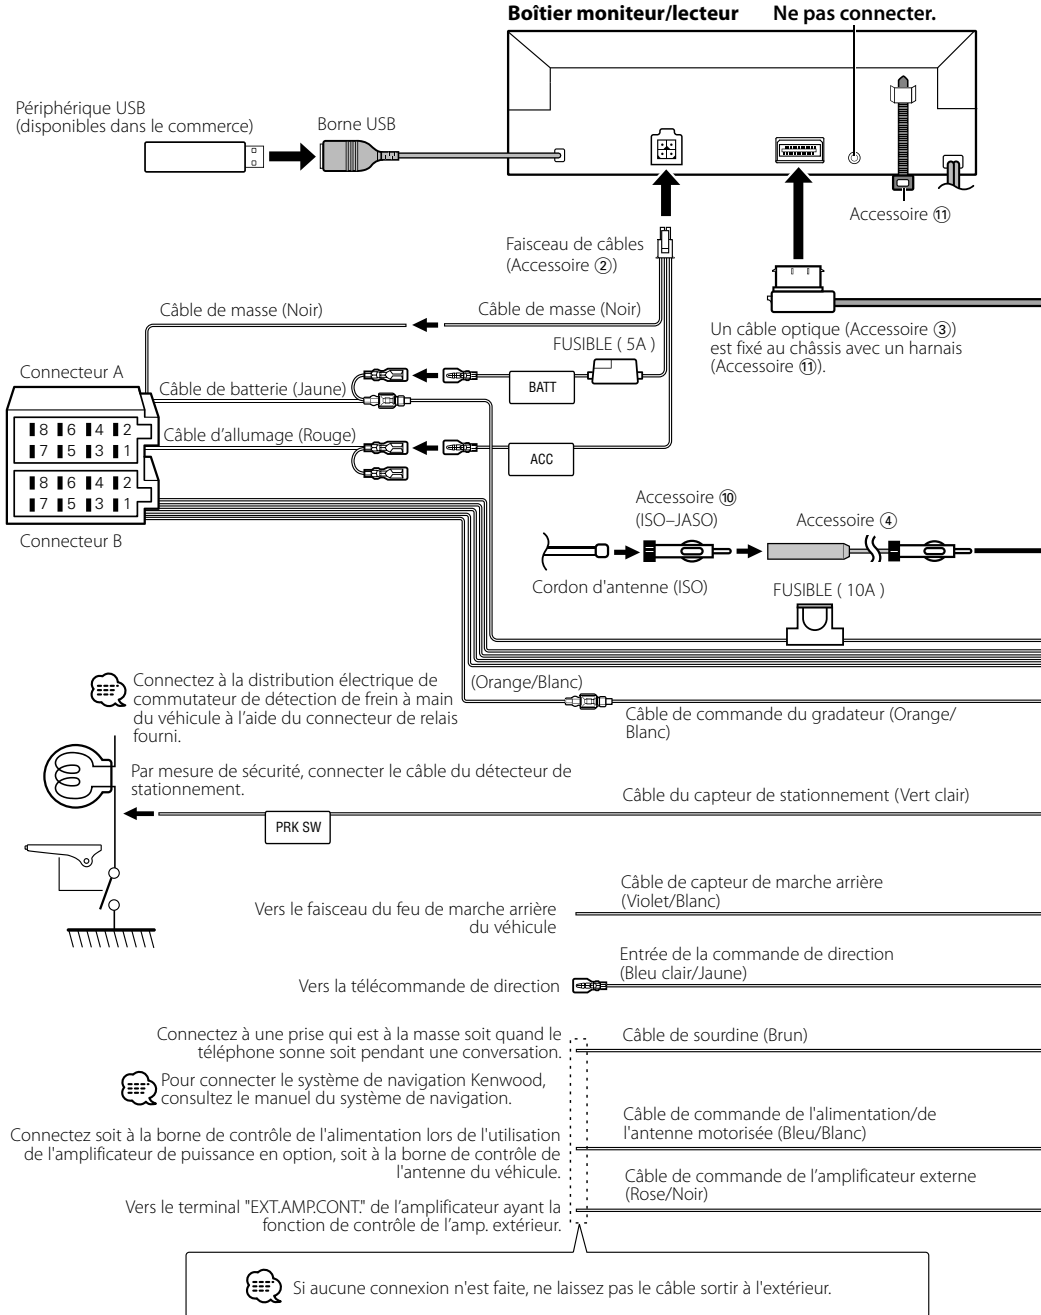 Boîtier moniteur/lecteur
Ne pas connecter.
Périphérique USB
(disponibles dans le commerce)
Borne USB
Accessoire ⑪
Faisceau de câbles
(Accessoire ②)
Câble de masse (Noir)
Câble de masse (Noir)
Un câble optique (Accessoire ③)
est fixé au châssis avec un harnais
(Accessoire ⑪).
FUSIBLE ( 5A )
Connecteur A
Câble de batterie (Jaune)
BATT
8 6 4 2
7 5 3 1
Câble d'allumage (Rouge)
ACC
8 6 4 2
7 5 3 1
Connecteur B
Accessoire ⑩
(ISO–JASO)
Accessoire ④
Cordon d'antenne (ISO)
FUSIBLE ( 10A )
Connectez à la distribution électrique de
commutateur de détection de frein à main
du véhicule à l'aide du connecteur de relais
fourni.
(Orange/Blanc)
Câble de commande du gradateur (Orange/
Blanc)
Par mesure de sécurité, connecter le câble du détecteur de
stationnement.
Câble du capteur de stationnement (Vert clair)
PRK SW
Câble de capteur de marche arrière
(Violet/Blanc)
Vers le faisceau du feu de marche arrière
du véhicule
Entrée de la commande de direction
(Bleu clair/Jaune)
Vers la télécommande de direction
Connectez à une prise qui est à la masse soit quand le
téléphone sonne soit pendant une conversation.
Câble de sourdine (Brun)
Pour connecter le système de navigation Kenwood,
consultez le manuel du système de navigation.
Connectez soit à la borne de contrôle de l'alimentation lors de l'utilisation
de l'amplificateur de puissance en option, soit à la borne de contrôle de
l'antenne du véhicule.
Câble de commande de l'alimentation/de
l'antenne motorisée (Bleu/Blanc)
Câble de commande de l'amplificateur externe
(Rose/Noir)
Vers le terminal "EXT.AMP.CONT." de l'amplificateur ayant la
fonction de contrôle de l'amp. extérieur.
Si aucune connexion n'est faite, ne laissez pas le câble sortir à l'extérieur.